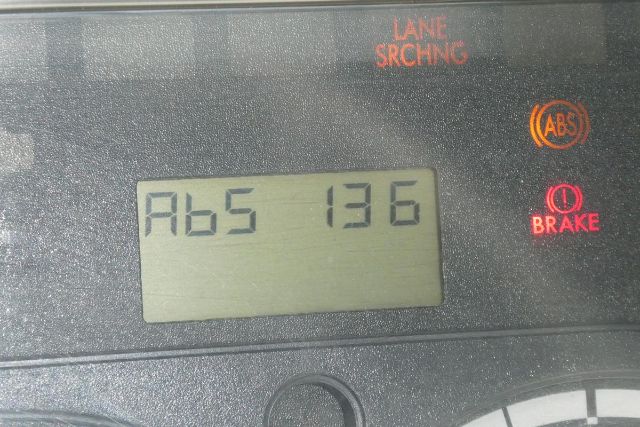 LANE
SRCHNG
ABS
AbS 136
BRAKE